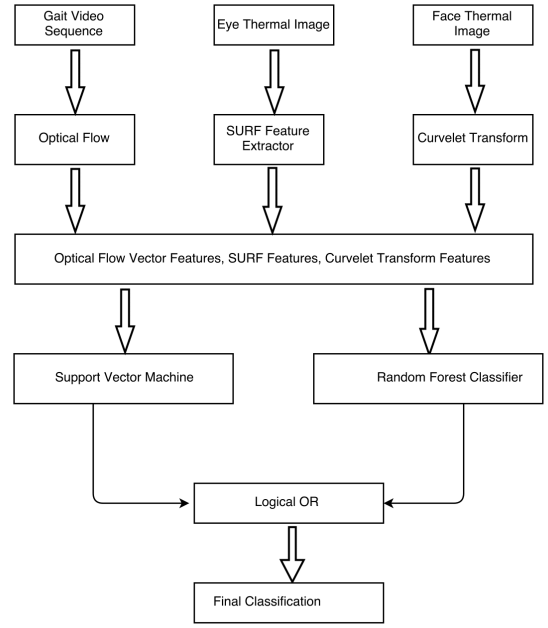 Gait Video
Sequence
Eye Thermal Image
Face Thermal
Image
Optical Flow
SURF Feature
Extractor
Curvelet Transform
Optical Flow Vector Features, SURF Features, Curvelet Transform Features
Support Vector Machine
Random Forest Classifier
Logical OR
Final Classification